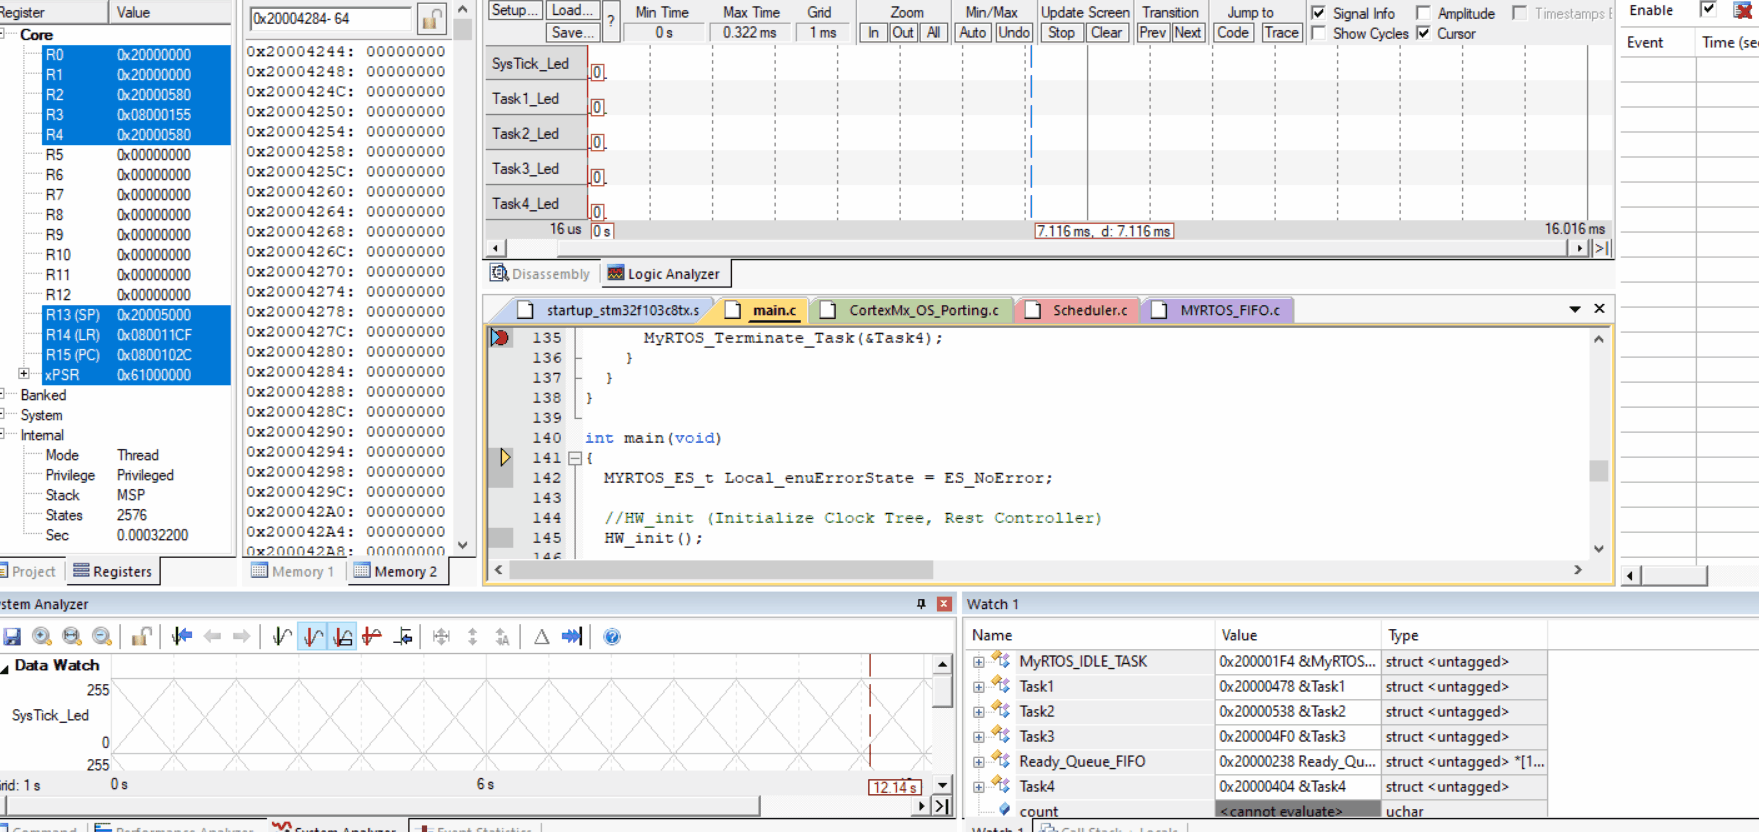 Register Value
Core
R0 0x20000000
R1 0x20000000
R2 0x20000580
R3 0x08000155
R4 0x20000580
R5 0x00000000
R6 0x00000000
R7 0x00000000
R8 0x00000000
R9 0x00000000
R10 0x00000000
R11 0x00000000
R12 0x00000000
R13 (SP) 0x20005000
R14 (LR) 0x080011CF
R15 (PC) 0x0800102C
xPSR 0x61000000
Banked
System
Internal
Mode Thread
Privilege Privileged
Stack MSP
States 2576
Sec 0.00032200
Project Registers
0x20004284- 64
0x20004244: 00000000
0x20004248: 00000000
0x2000424C: 00000000
0x20004250: 00000000
0x20004254: 00000000
0x20004258: 00000000
0x2000425C: 00000000
0x20004260: 00000000
0x20004264: 00000000
0x20004268: 00000000
0x2000426C: 00000000
0x20004270: 00000000
0x20004274: 00000000
0x20004278: 00000000
0x2000427C: 00000000
0x20004280: 00000000
0x20004284: 00000000
0x20004288: 00000000
0x2000428C: 00000000
0x20004290: 00000000
0x20004294: 00000000
0x20004298: 00000000
0x2000429C: 00000000
0x200042A0: 00000000
0x200042A4: 00000000
0x200042A8: 00000000
Memory 1 Memory 2
Setup... Load... ? Min Time Max Time Grid Zoom Min/Max Update Screen Transition Jump to Signal Info Amplitude Timestamps E
Save... 0 s 0.322 ms 1 ms In Out All Auto Undo Stop Clear Prev Next Code Trace Show Cycles Cursor
SysTick_Led 0
Task1_Led 0
Task2_Led 0
Task3_Led 0
Task4_Led 0
16 us 0 s 7.116 ms, d: 7.116 ms 16.016 ms
Disassembly Logic Analyzer
startup_stm32f103c8tx.s main.c CortexMx_OS_Porting.c Scheduler.c MYRTOS_FIFO.c
135 MyRTOS_Terminate_Task(&Task4);
136 }
137 }
138 }
139
140 int main(void)
141 {
142 MYRTOS_ES_t Local_enuErrorState = ES_NoError;
143
144 //HW_init (Initialize Clock Tree, Rest Controller)
145 HW_init();
146
Enable
Event Time (sec
System Analyzer
Data Watch
255
SysTick_Led
0
255
Grid: 1 s 0s 6 s 12.14 s
Command Performance Analyzer System Analyzer Event Statistics
Watch 1
Name Value Type
MyRTOS_IDLE_TASK 0x200001F4 &MyRTOS... struct <untagged>
Task1 0x20000478 &Task1 struct <untagged>
Task2 0x20000538 &Task2 struct <untagged>
Task3 0x200004F0 &Task3 struct <untagged>
Ready_Queue_FIFO 0x20000238 Ready_Qu... struct <untagged> *[1...
Task4 0x20000404 &Task4 struct <untagged>
count <cannot evaluate> uchar
Watch 1 Call Stack + Locals